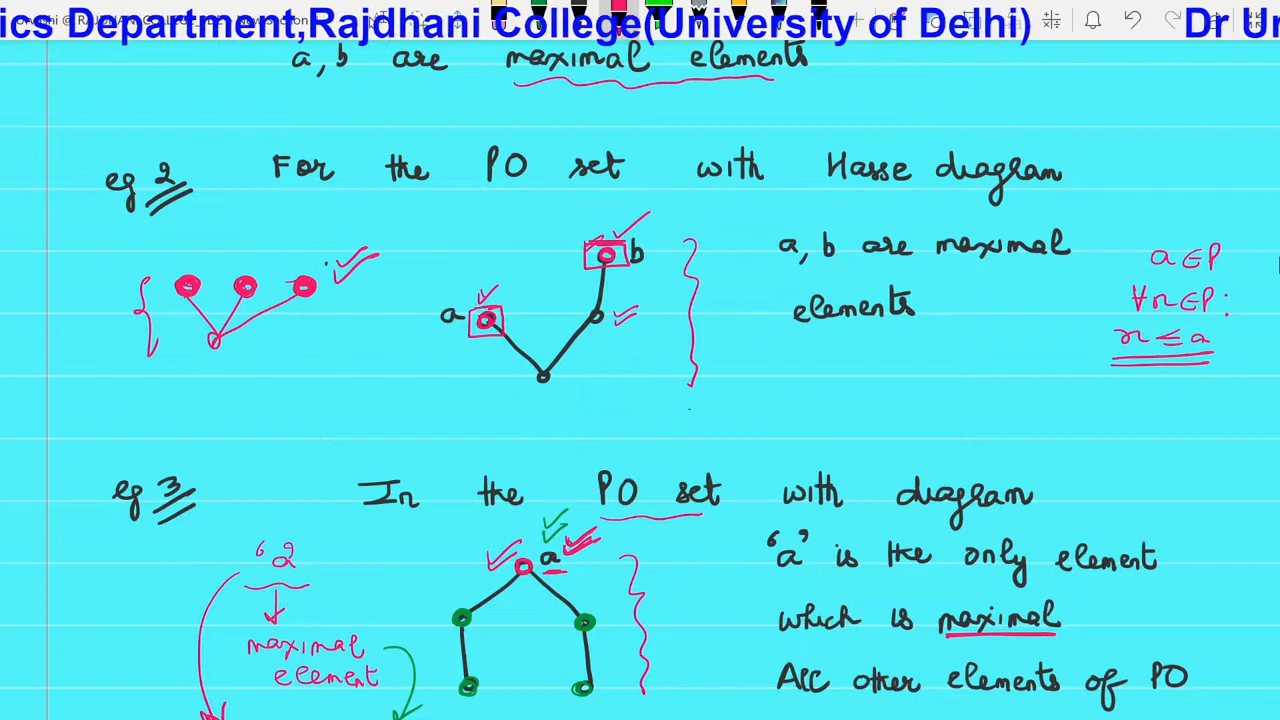 ics Department,Rajdhani College(University of Delhi) Dr Ur
a, b are maximal elements
eg 2 For the PO set with Hasse diagram
b
a, b are maximal
elements
a
a ∈ P
∀ x ∈ P :
x ≤ a
eg 3 In the PO set with diagram
a
'a' is the only element
which is maximal
All other elements of PO
'a
maximal
element